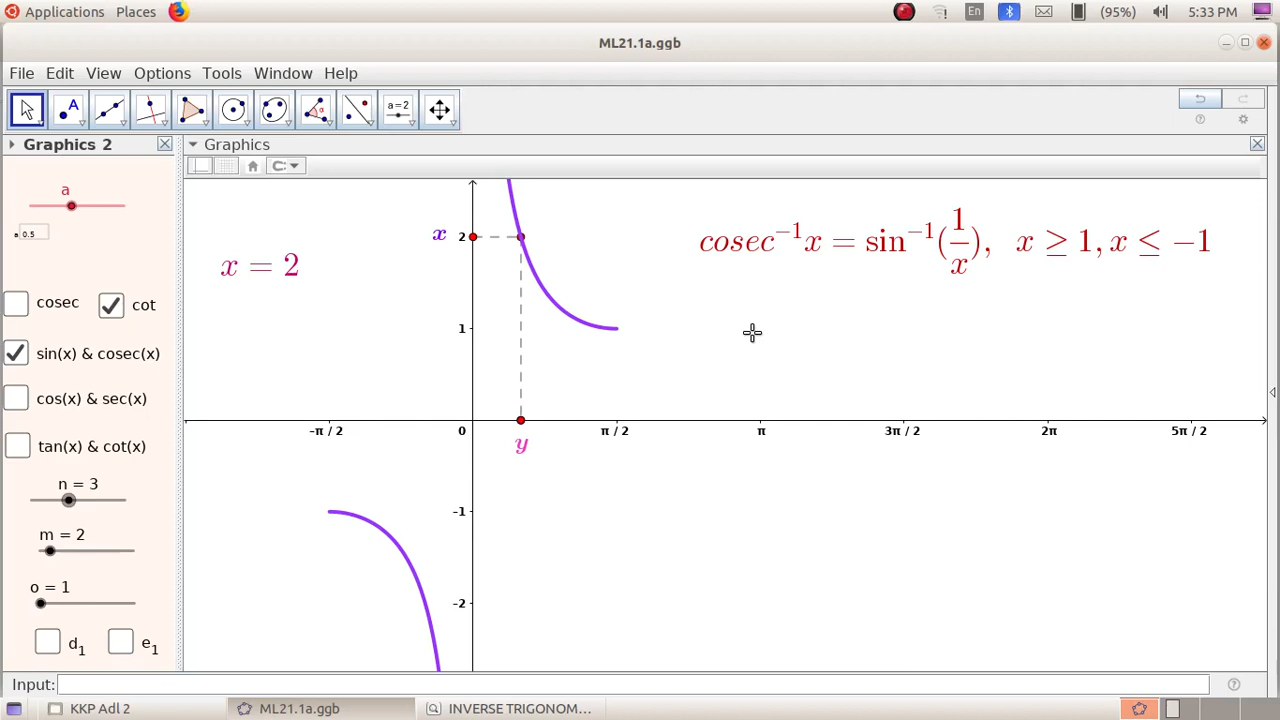 Applications Places En (95%) 5:33 PM
ML21.1a.ggb
File Edit View Options Tools Window Help
A α a=2
Graphics 2 Graphics
a
a 0.5
cosec⁻¹x = sin⁻¹(1/x), x ≥ 1, x ≤ −1
x 2
x = 2
cosec cot
1
sin(x) & cosec(x)
cos(x) & sec(x)
-π / 2 0 π / 2 π 3π / 2 2π 5π / 2
y
tan(x) & cot(x)
n = 3
-1
m = 2
o = 1
-2
d₁ e₁
Input:
KKP Adl 2 ML21.1a.ggb INVERSE TRIGONOM...